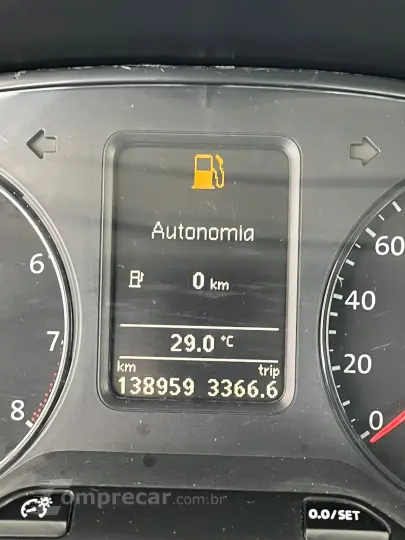 Autonomia
0 km
29.0 °C
km trip
138959 3366.6
6
7
8
60
40
20
0
comprecar.com.br
0.0/SET